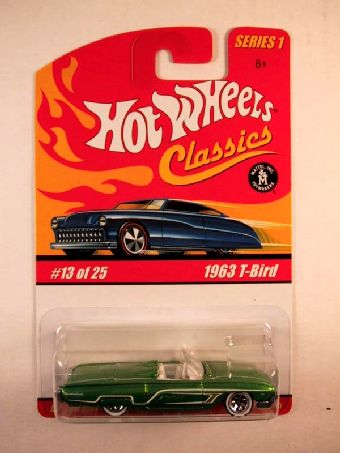 SERIES 1
8+
HOT WHEELS
Classics
#13 of 25
1963 T-Bird